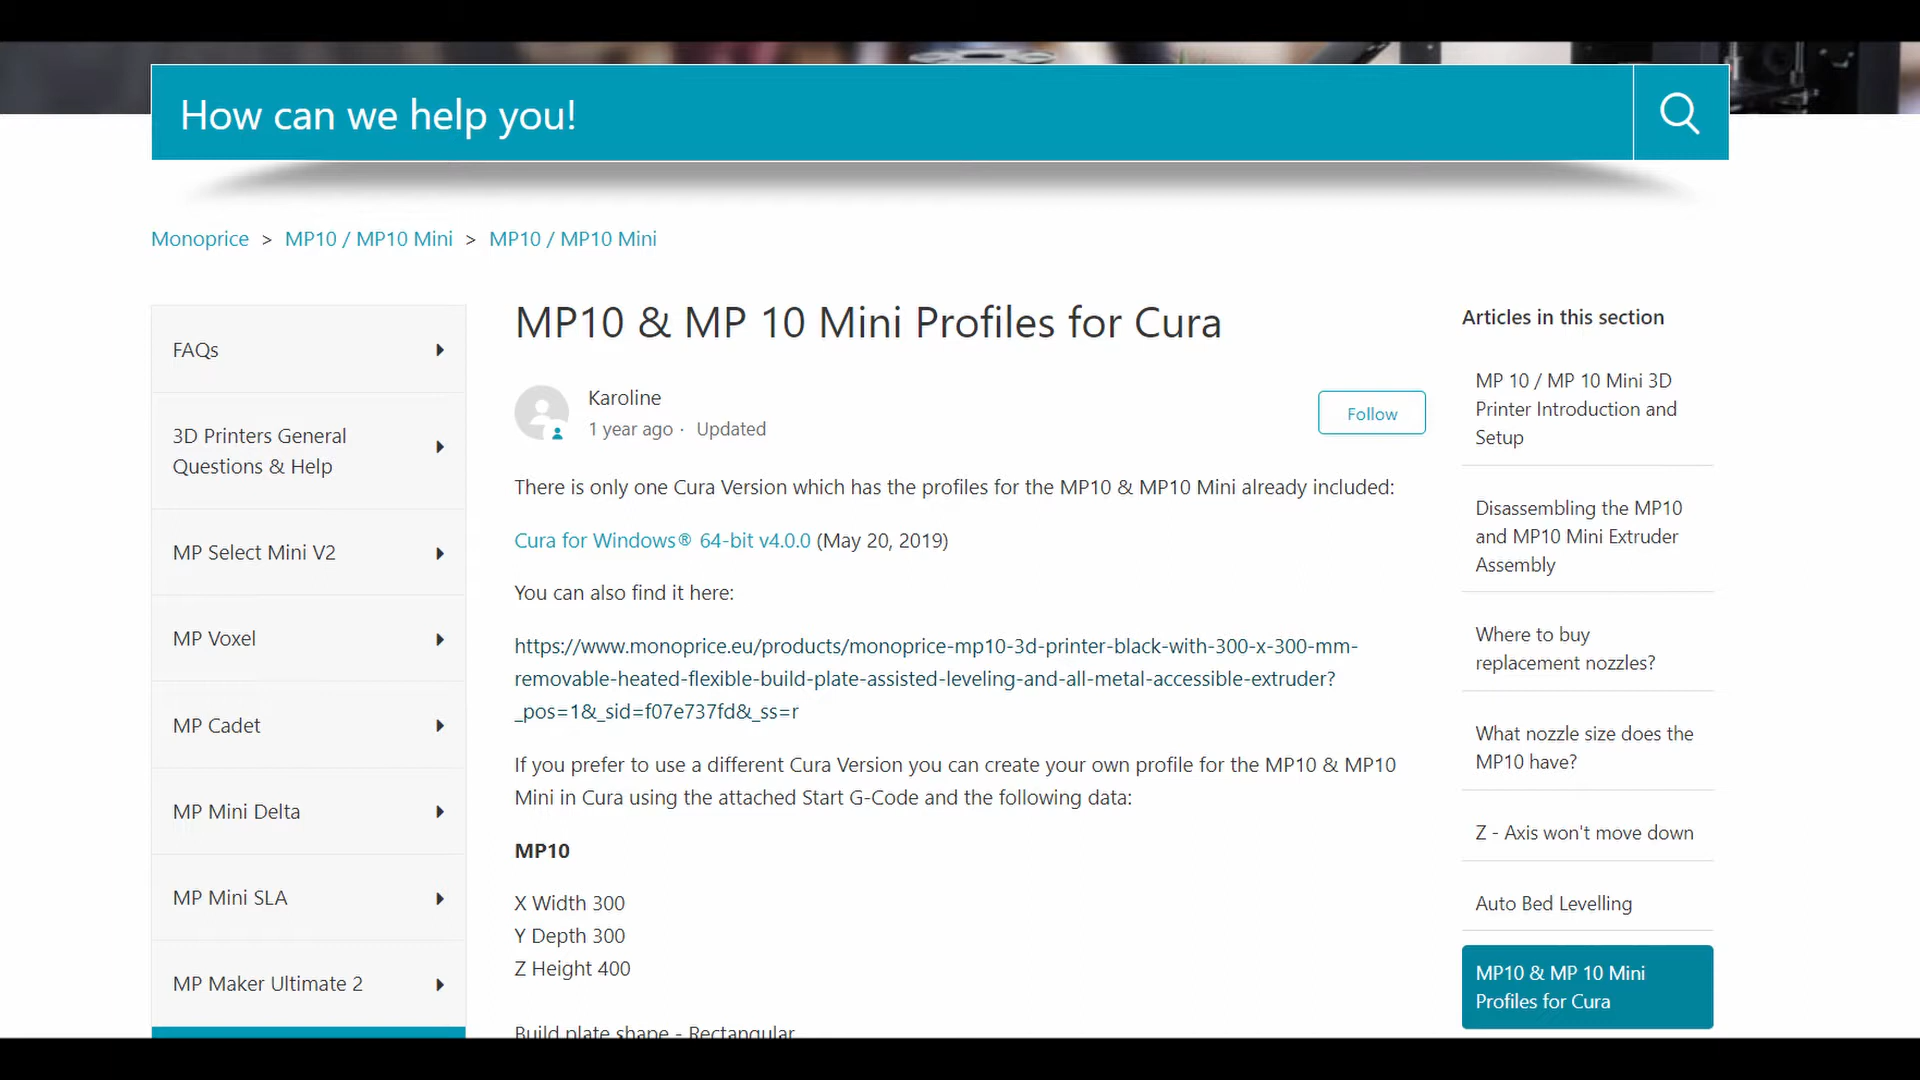 How can we help you!
Monoprice > MP10 / MP10 Mini > MP10 / MP10 Mini
FAQs
3D Printers General
Questions & Help
MP Select Mini V2
MP Voxel
MP Cadet
MP Mini Delta
MP Mini SLA
MP Maker Ultimate 2
MP10 & MP 10 Mini Profiles for Cura
Karoline
1 year ago · Updated
Follow
There is only one Cura Version which has the profiles for the MP10 & MP10 Mini already included:
Cura for Windows® 64-bit v4.0.0 (May 20, 2019)
You can also find it here:
https://www.monoprice.eu/products/monoprice-mp10-3d-printer-black-with-300-x-300-mm-
removable-heated-flexible-build-plate-assisted-leveling-and-all-metal-accessible-extruder?
_pos=1&_sid=f07e737fd&_ss=r
If you prefer to use a different Cura Version you can create your own profile for the MP10 & MP10
Mini in Cura using the attached Start G-Code and the following data:
MP10
X Width 300
Y Depth 300
Z Height 400
Build plate shape - Rectangular
Articles in this section
MP 10 / MP 10 Mini 3D
Printer Introduction and
Setup
Disassembling the MP10
and MP10 Mini Extruder
Assembly
Where to buy
replacement nozzles?
What nozzle size does the
MP10 have?
Z - Axis won't move down
Auto Bed Levelling
MP10 & MP 10 Mini
Profiles for Cura